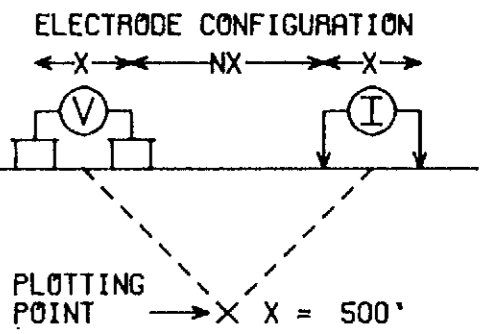 ELECTRODE CONFIGURATION
X NX X
V I
PLOTTING
POINT X X = 500'